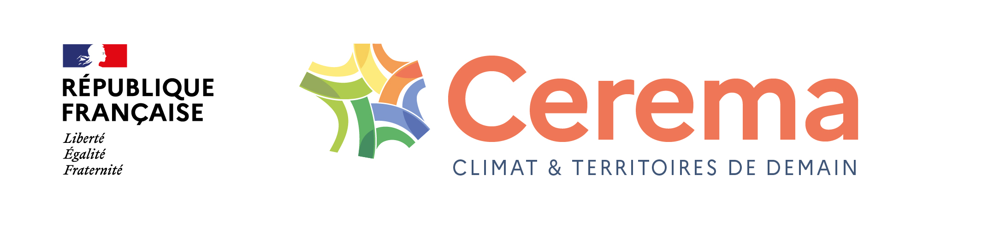 RÉPUBLIQUE
FRANÇAISE
Liberté
Égalité
Fraternité
Cerema
CLIMAT & TERRITOIRES DE DEMAIN